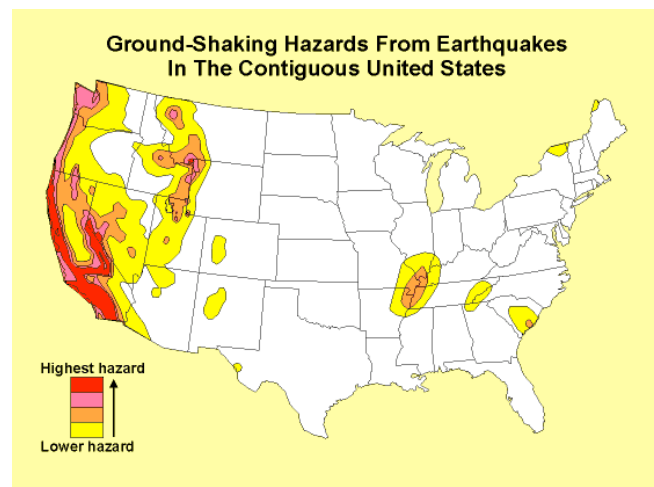 Ground-Shaking Hazards From Earthquakes
In The Contiguous United States
Highest hazard
Lower hazard